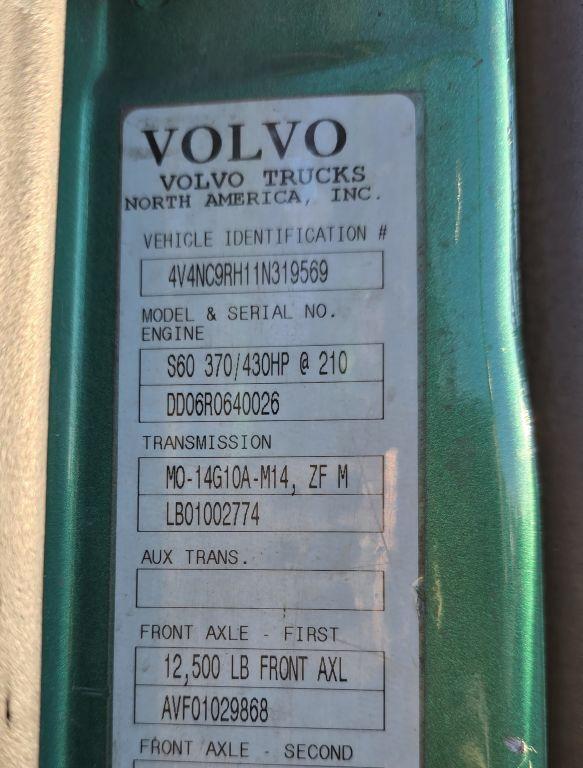 VOLVO
VOLVO TRUCKS
NORTH AMERICA, INC.
VEHICLE IDENTIFICATION #
4V4NC9RH11N319569
MODEL & SERIAL NO.
ENGINE
S60 370/430HP @ 210
DD06R0640026
TRANSMISSION
MO-14G10A-M14, ZF M
LB01002774
AUX TRANS.
FRONT AXLE - FIRST
12,500 LB FRONT AXL
AVF01029868
FRONT AXLE - SECOND